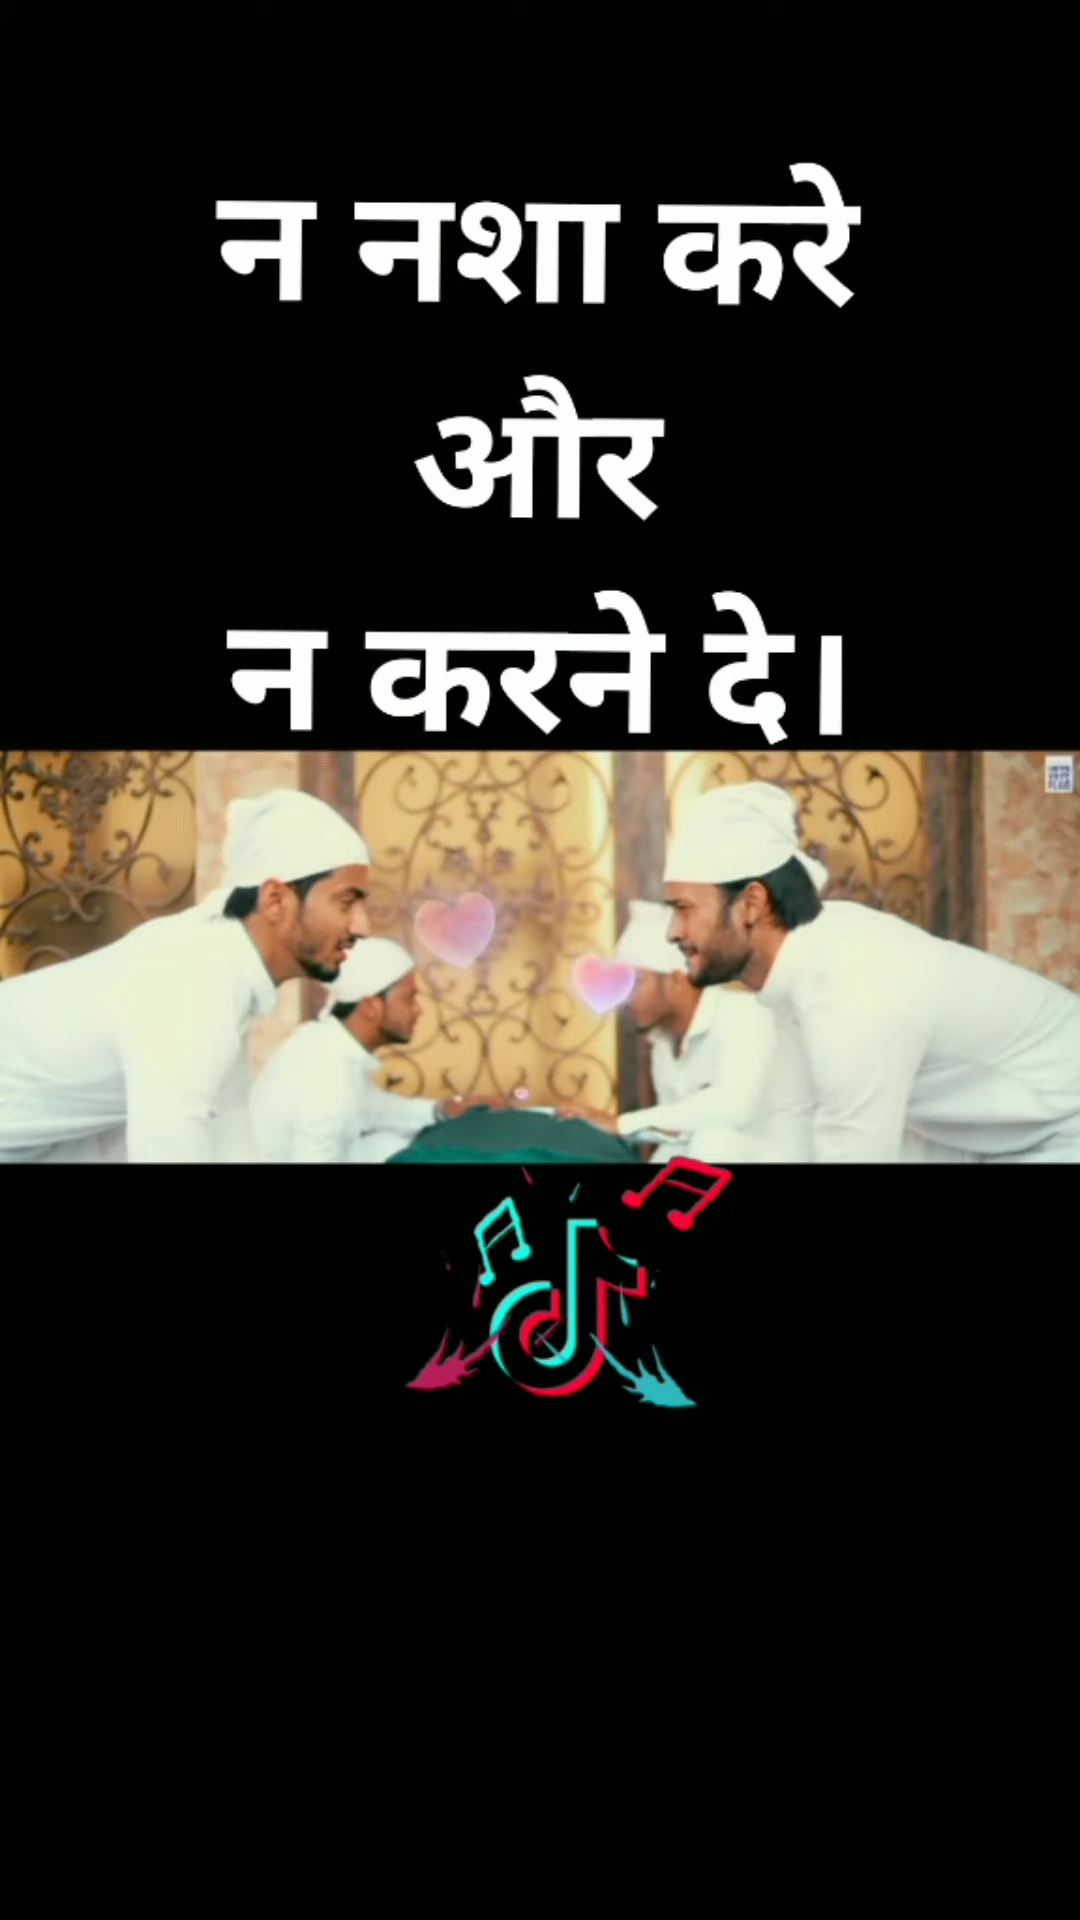 न नशा करे
और
न करने दे।